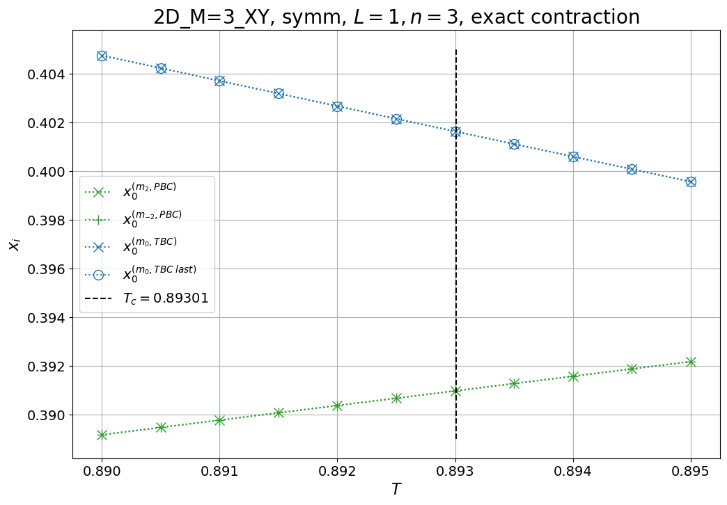 2D_M=3_XY, symm, $L = 1, n = 3$, exact contraction
0.404
0.402
0.400
0.398
0.396
0.394
0.392
0.390
$x_i$
$x_0^{(m_2, PBC)}$
$x_0^{(m_{-2}, PBC)}$
$x_0^{(m_0, TBC)}$
$x_0^{(m_0, TBC\ last)}$
$T_c = 0.89301$
0.890 0.891 0.892 0.893 0.894 0.895
$T$